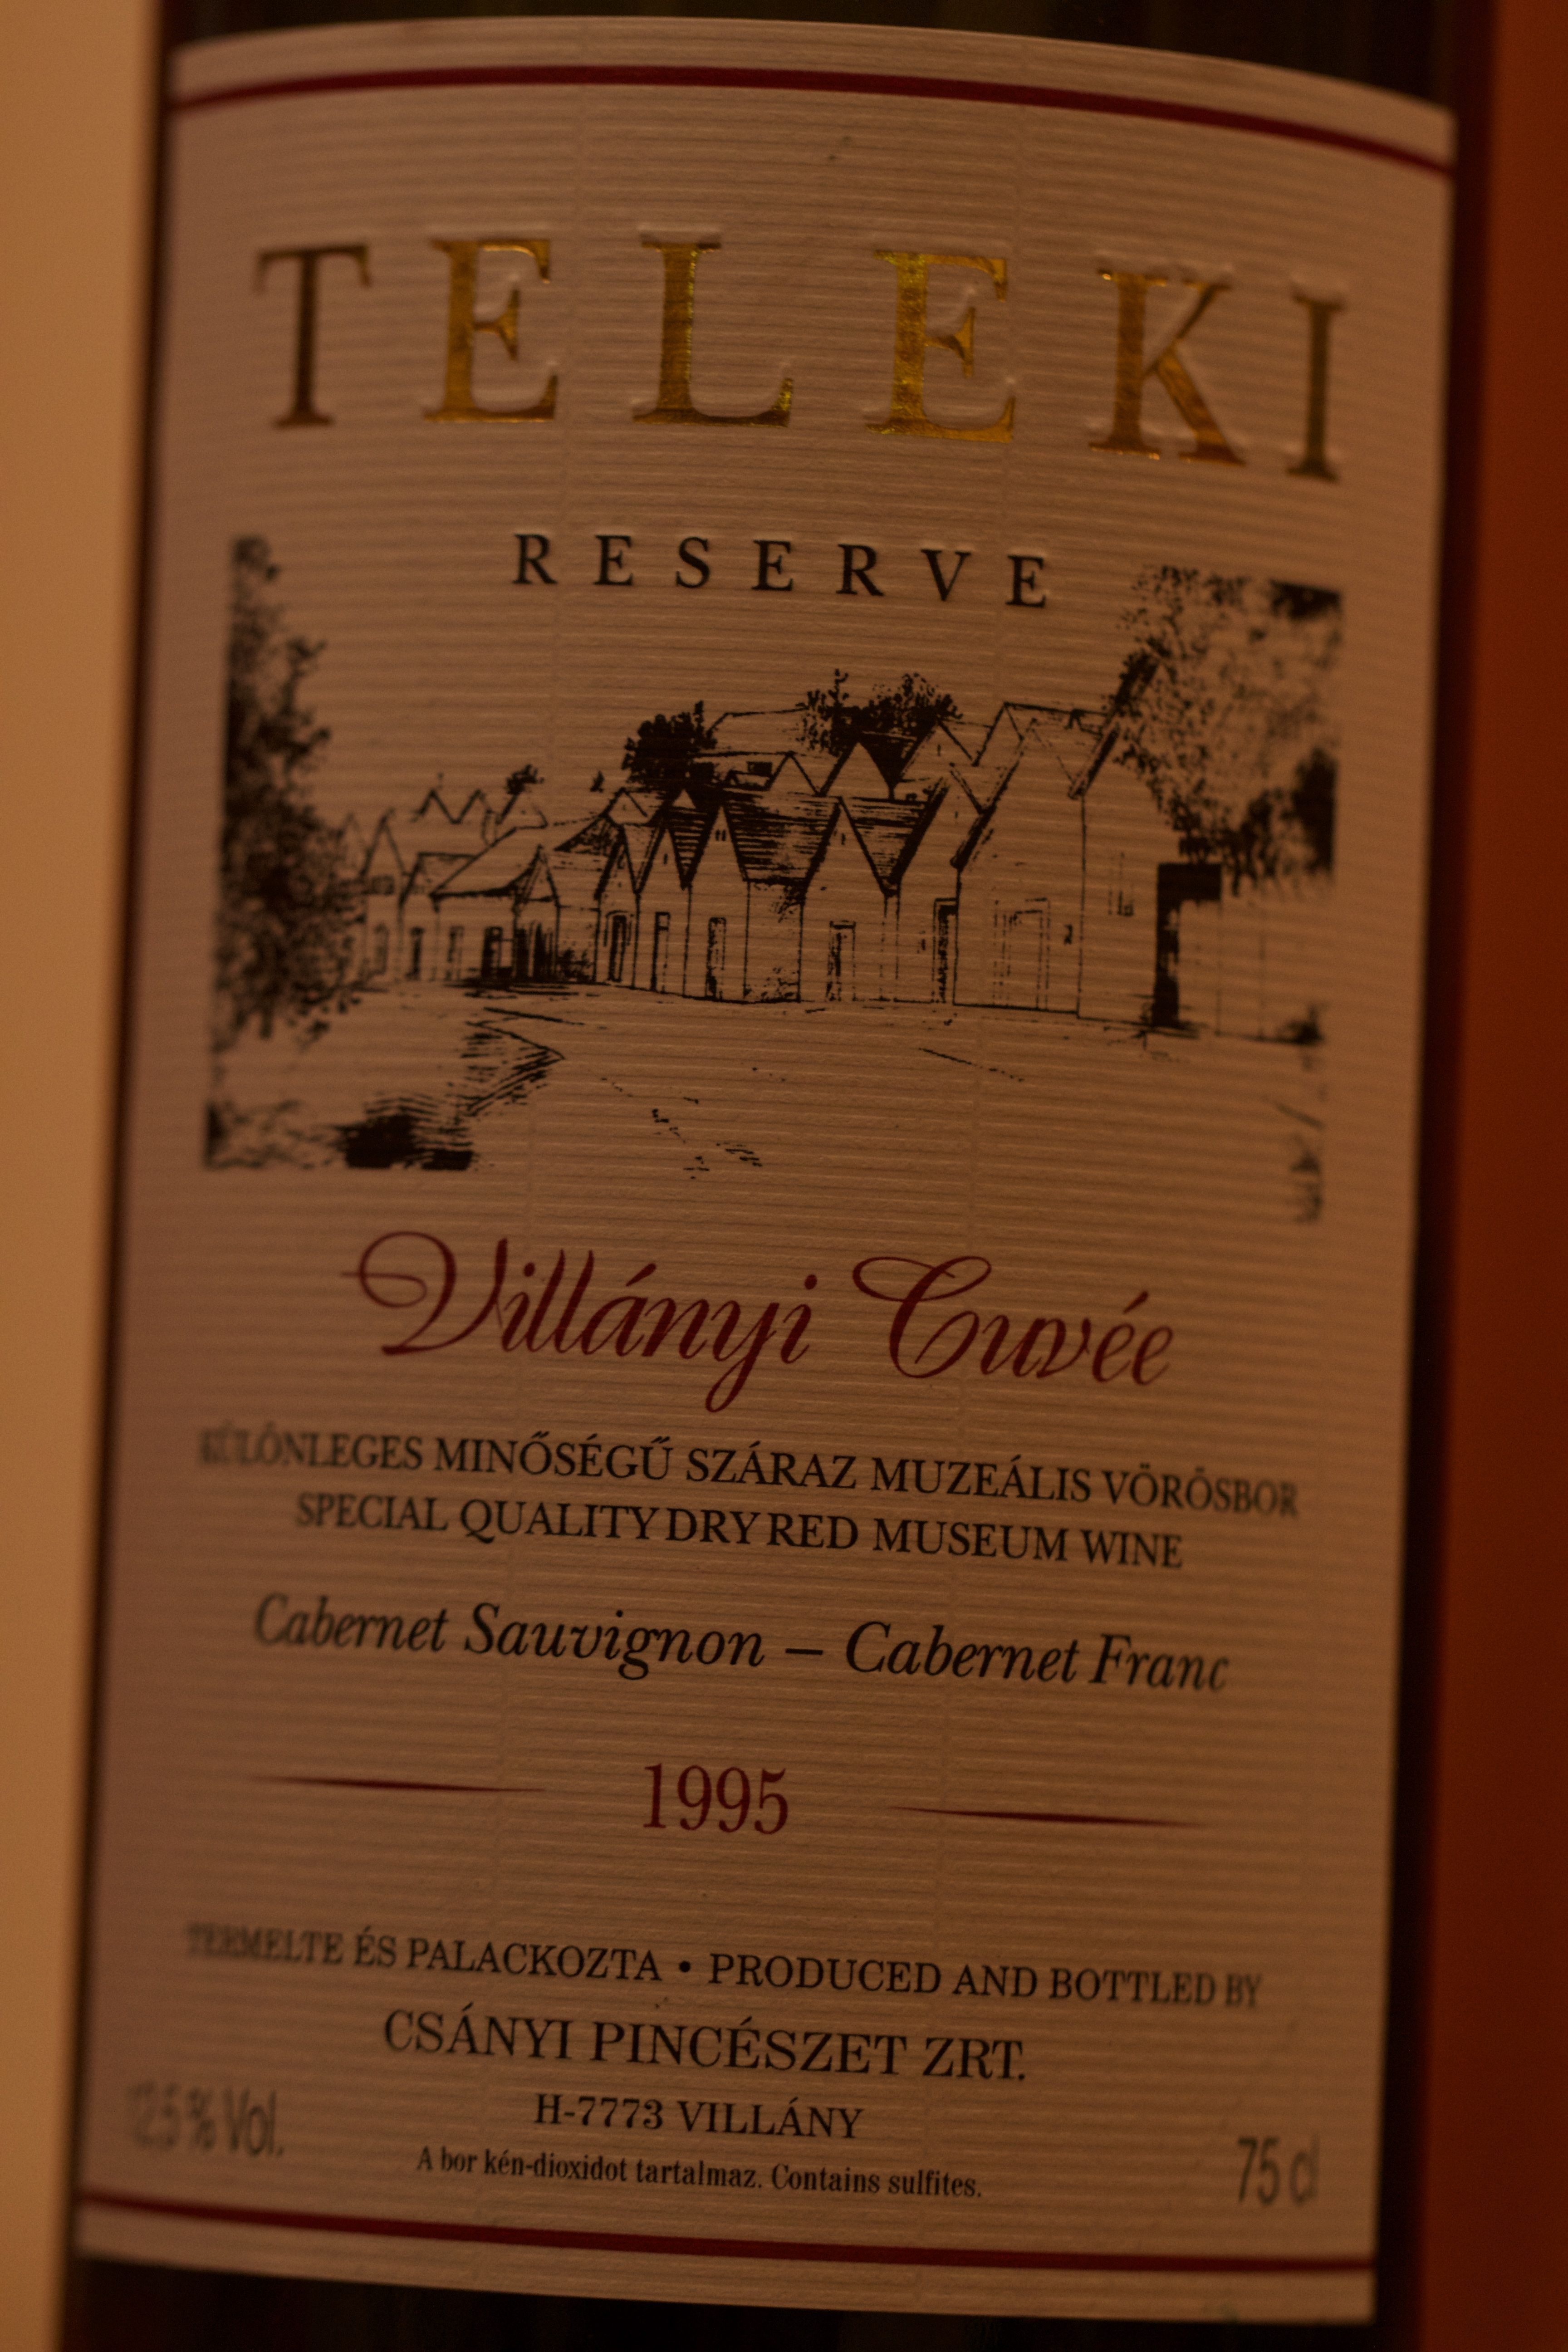 TELEKI
RESERVE
Villányi Cuvée
KÜLÖNLEGES MINŐSÉGŰ SZÁRAZ MUZEÁLIS VÖRÖSBOR
SPECIAL QUALITY DRY RED MUSEUM WINE
Cabernet Sauvignon – Cabernet Franc
1995
TERMELTE ÉS PALACKOZTA • PRODUCED AND BOTTLED BY
CSÁNYI PINCÉSZET ZRT.
H-7773 VILLÁNY
12.5 % Vol.
A bor kén-dioxidot tartalmaz. Contains sulfites.
75 cl